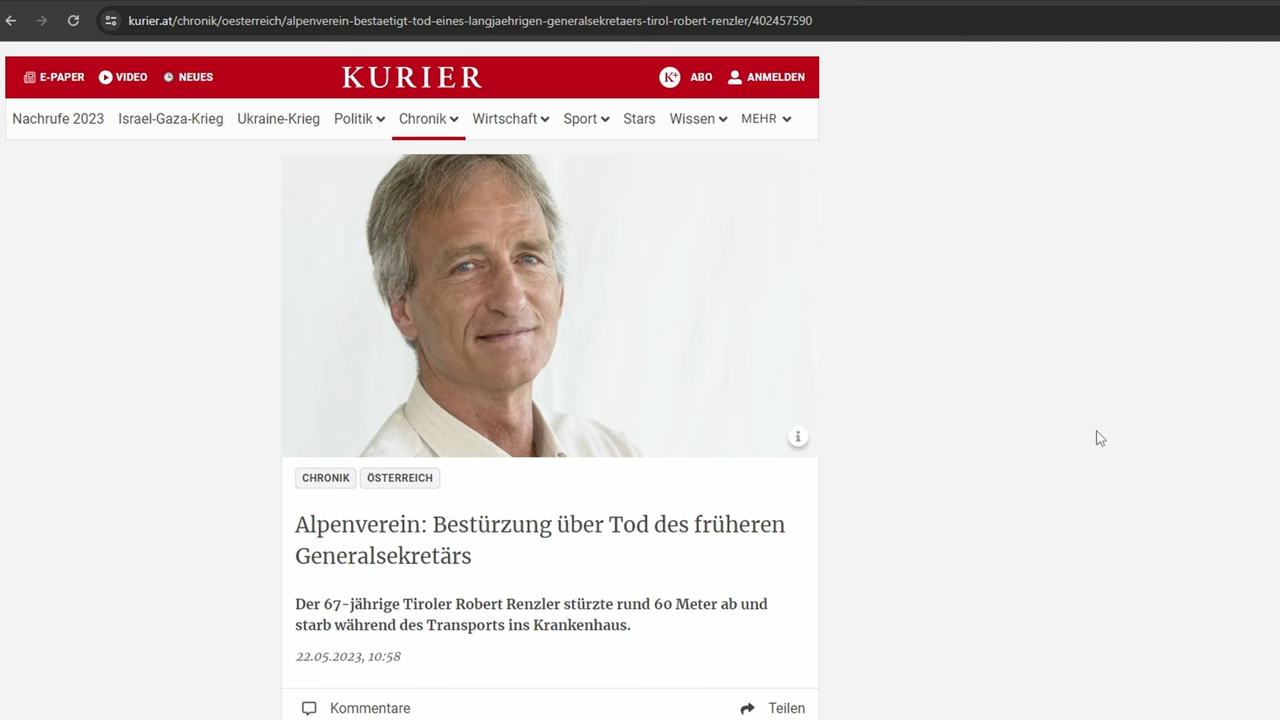 kurier.at/chronik/oesterreich/alpenverein-bestaetigt-tod-eines-langjaehrigen-generalsekretaers-tirol-robert-renzler/402457590
E-PAPER VIDEO NEUES KURIER K+ ABO ANMELDEN
Nachrufe 2023 Israel-Gaza-Krieg Ukraine-Krieg Politik Chronik Wirtschaft Sport Stars Wissen MEHR
i
CHRONIK ÖSTERREICH
Alpenverein: Bestürzung über Tod des früheren
Generalsekretärs
Der 67-jährige Tiroler Robert Renzler stürzte rund 60 Meter ab und
starb während des Transports ins Krankenhaus.
22.05.2023, 10:58
Kommentare Teilen